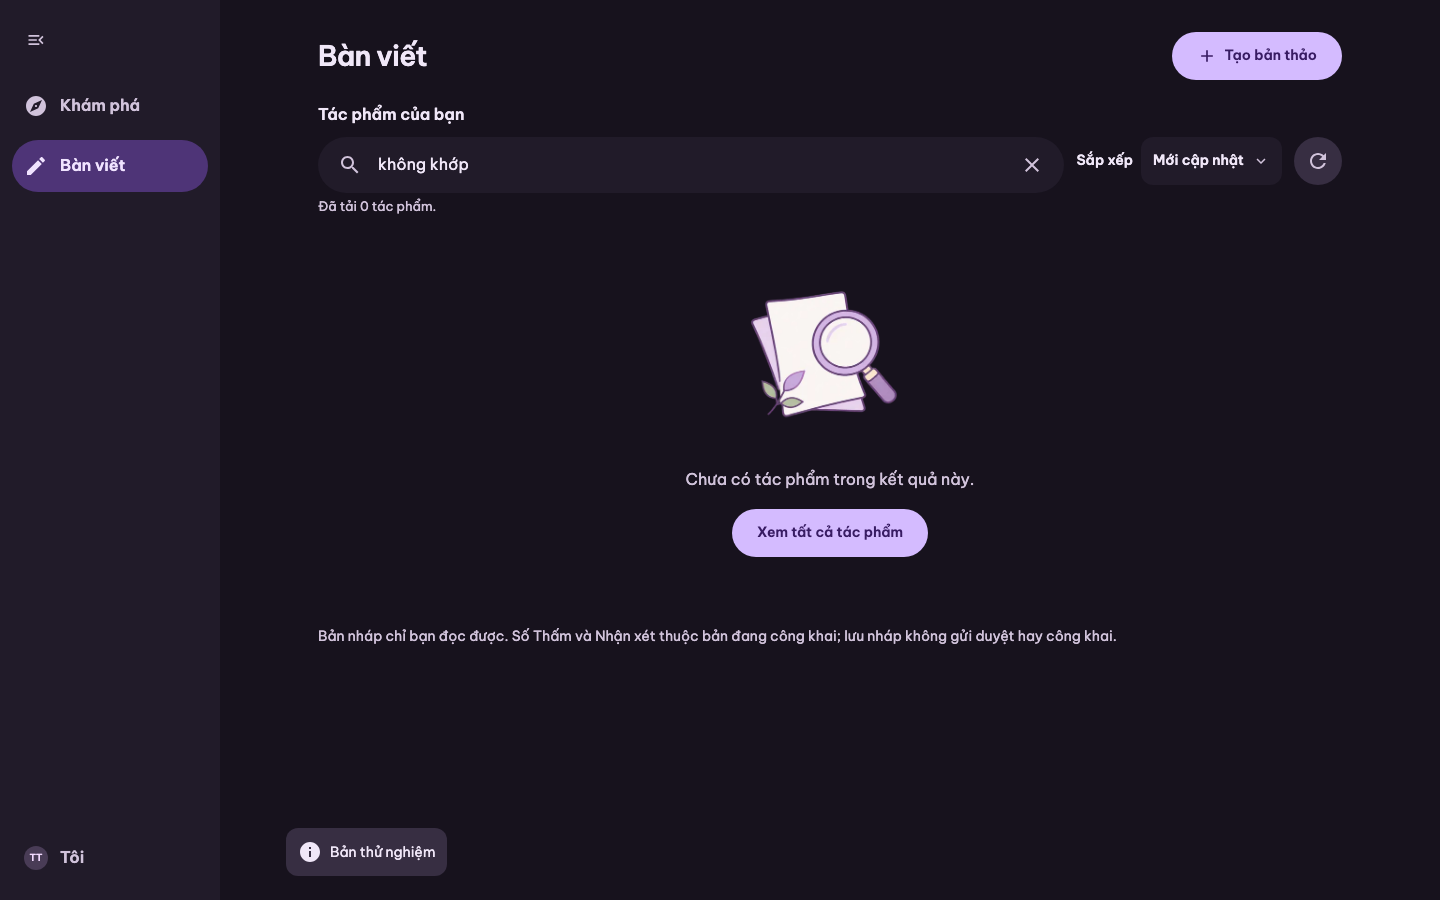 Khám phá
Bàn viết
Tôi
TT
Bàn viết
Tạo bản thảo
Tác phẩm của bạn
không khớp
Sắp xếp
Mới cập nhật
Đã tải 0 tác phẩm.
Chưa có tác phẩm trong kết quả này.
Xem tất cả tác phẩm
Bản nháp chỉ bạn đọc được. Số Thấm và Nhận xét thuộc bản đang công khai; lưu nháp không gửi duyệt hay công khai.
Bản thử nghiệm